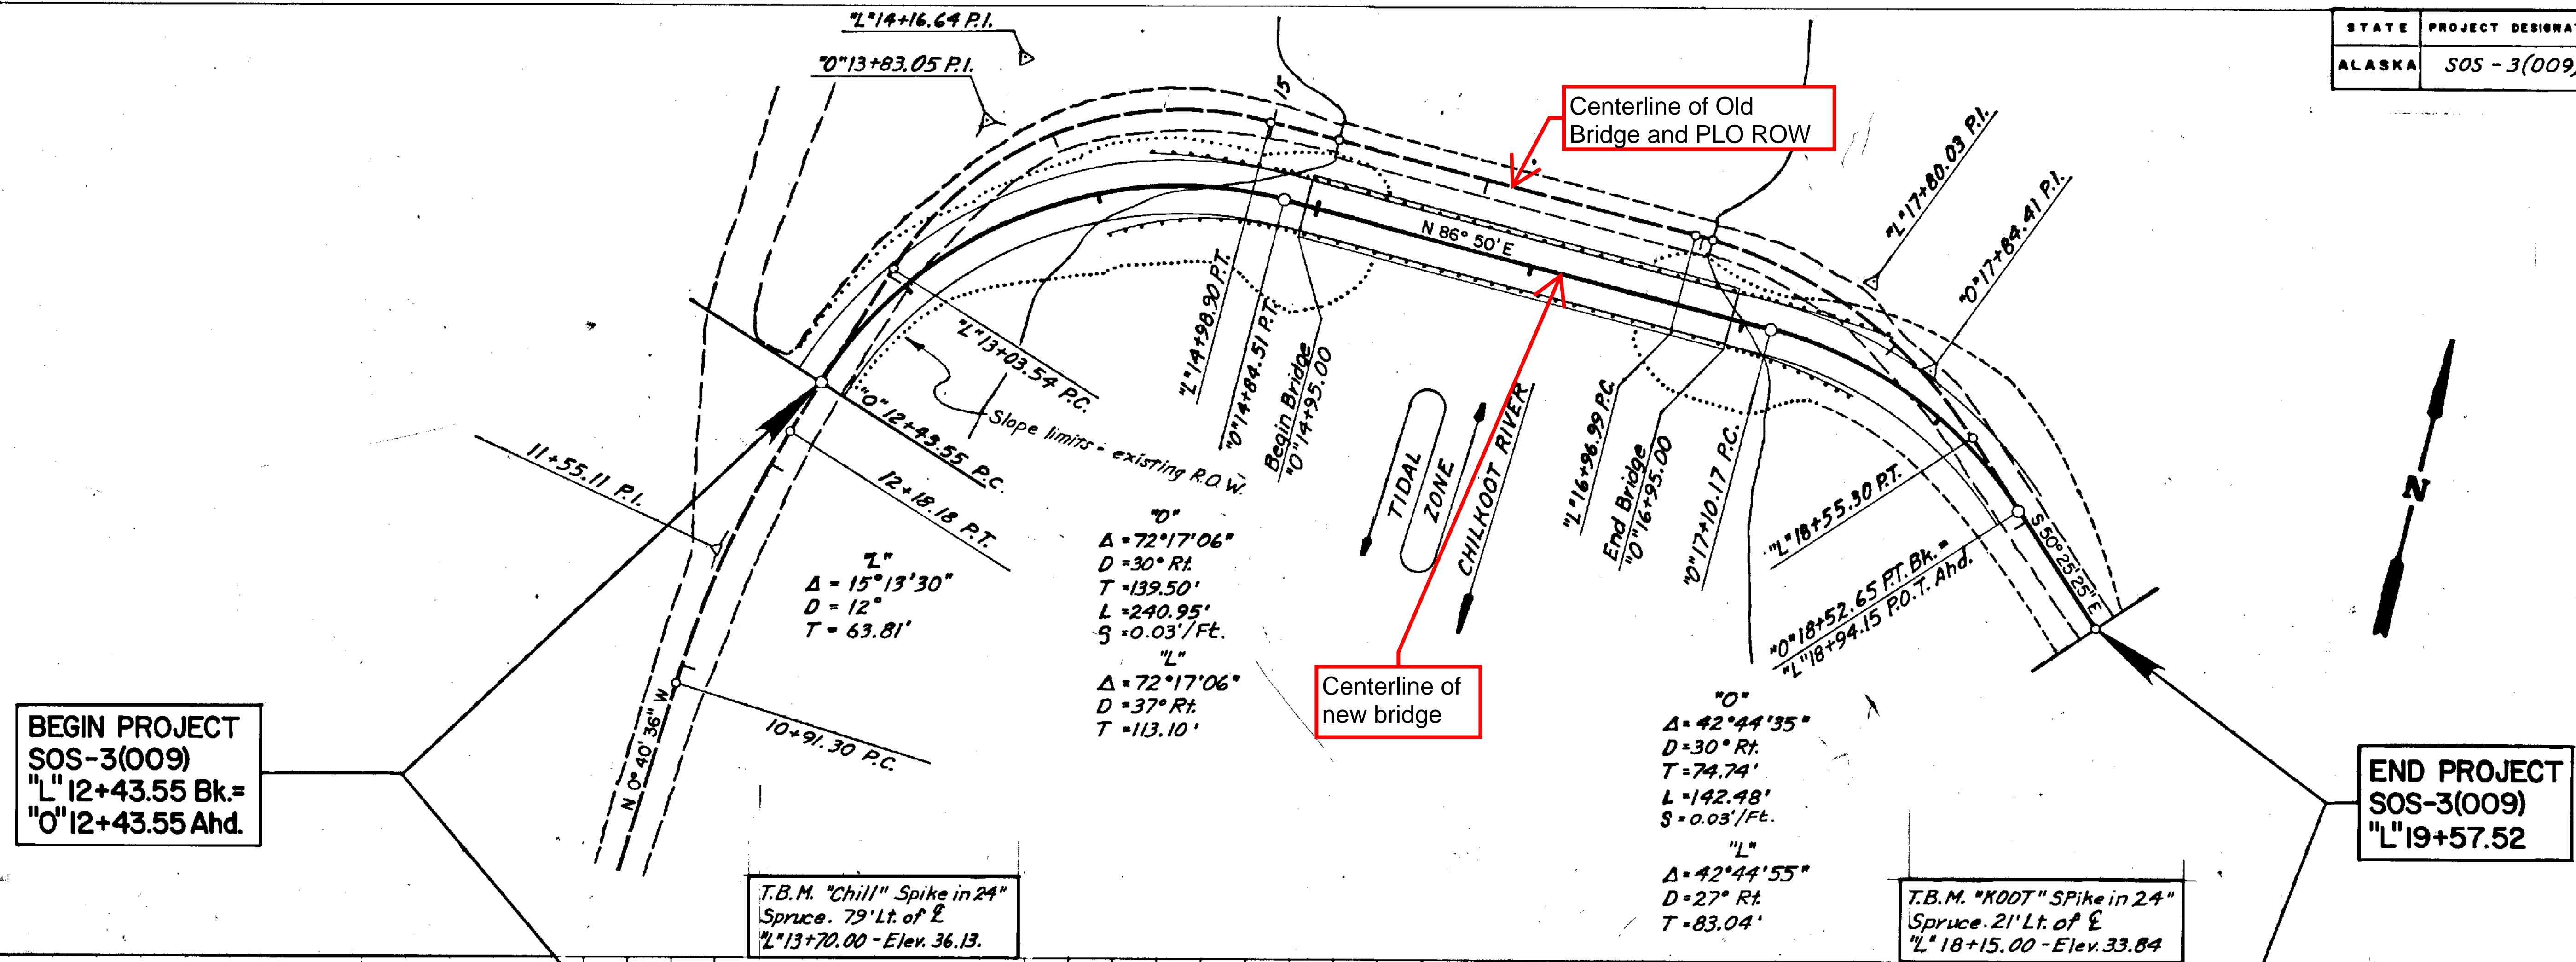 "L" 14+16.64 P.I.
"O" 13+83.05 P.I.
15
STATE
PROJECT DESIGNAT
ALASKA
SOS - 3(009)
Centerline of Old
Bridge and PLO ROW
"L" 17+80.03 P.I.
"O" 17+84.41 P.I.
N 86° 50' E
"L" 13+03.54 P.C.
"O" 12+43.55 P.C.
Slope limits - existing R.O.W.
"L" 14+98.90 P.T.
"O" 14+84.51 P.T.
Begin Bridge
"O" 14+95.00
TIDAL
ZONE
CHILKOOT RIVER
"L" 16+96.99 P.C.
End Bridge
"O" 16+95.00
"O" 17+10.17 P.C.
"L" 18+55.30 P.T.
"O" 18+52.65 P.T. Bk. =
"L" 18+94.15 P.O.T. Ahd.
S 50° 25' 25" E
N
11+55.11 P.I.
12+18.18 P.T.
N 0° 40' 36" W
10+91.30 P.C.
"L"
Δ = 15°13'30"
D = 12°
T = 63.81'
"O"
Δ = 72°17'06"
D = 30° Rt.
T = 139.50'
L = 240.95'
S = 0.03'/Ft.
"L"
Δ = 72°17'06"
D = 37° Rt.
T = 113.10'
Centerline of
new bridge
"O"
Δ = 42°44'35"
D = 30° Rt.
T = 74.74'
L = 142.48'
S = 0.03'/Ft.
"L"
Δ = 42°44'55"
D = 27° Rt.
T = 83.04'
BEGIN PROJECT
SOS-3(009)
"L" 12+43.55 Bk.=
"O" 12+43.55 Ahd.
END PROJECT
SOS-3(009)
"L" 19+57.52
T.B.M. "Chill" Spike in 24"
Spruce. 79' Lt. of ℄
"L" 13+70.00 - Elev. 36.13.
T.B.M. "KOOT" SPike in 24"
Spruce. 21' Lt. of ℄
"L" 18+15.00 - Elev. 33.84